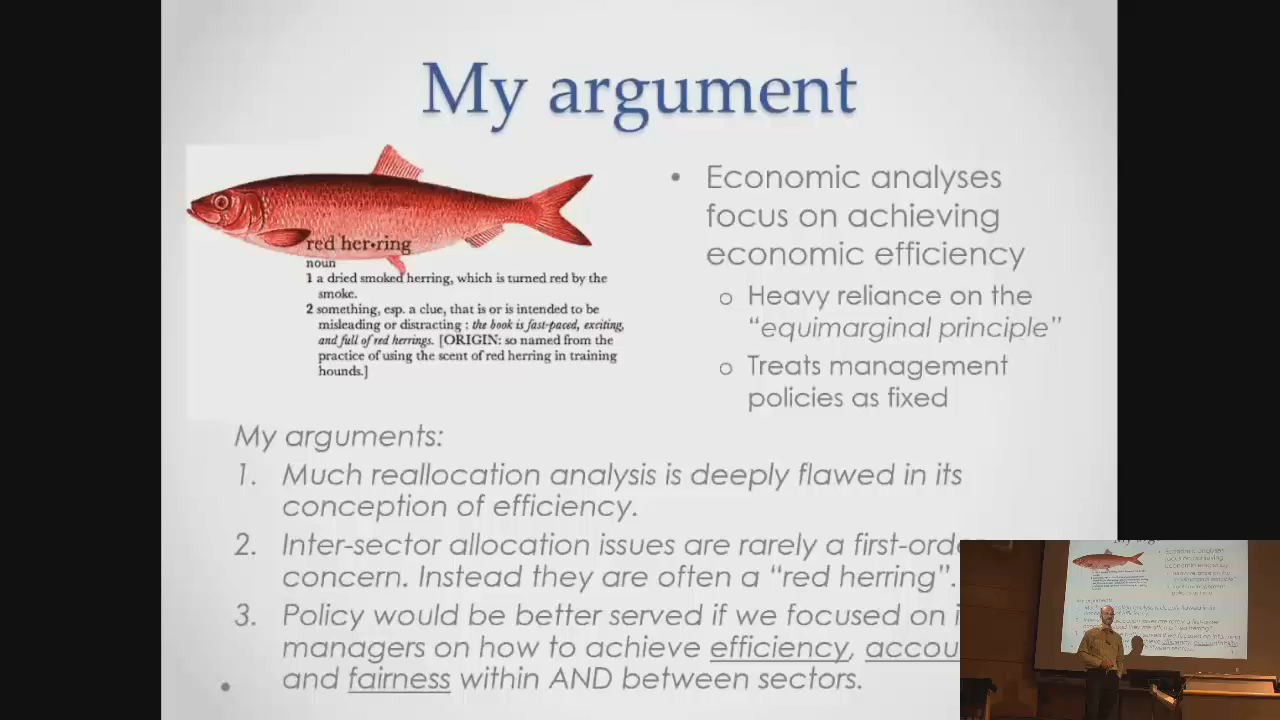 My argument
red her•ring
noun
1 a dried smoked herring, which is turned red by the
smoke.
2 something, esp. a clue, that is or is intended to be
misleading or distracting : the book is fast-paced, exciting,
and full of red herrings. [ORIGIN: so named from the
practice of using the scent of red herring in training
hounds.]
• Economic analyses
focus on achieving
economic efficiency
o Heavy reliance on the
“equimarginal principle”
o Treats management
policies as fixed
My arguments:
1. Much reallocation analysis is deeply flawed in its
conception of efficiency.
2. Inter-sector allocation issues are rarely a
concern. Instead they are often a “red herring”.
3. Policy would be better served if we focused on
managers on how to achieve efficiency,
and fairness within AND between sectors.